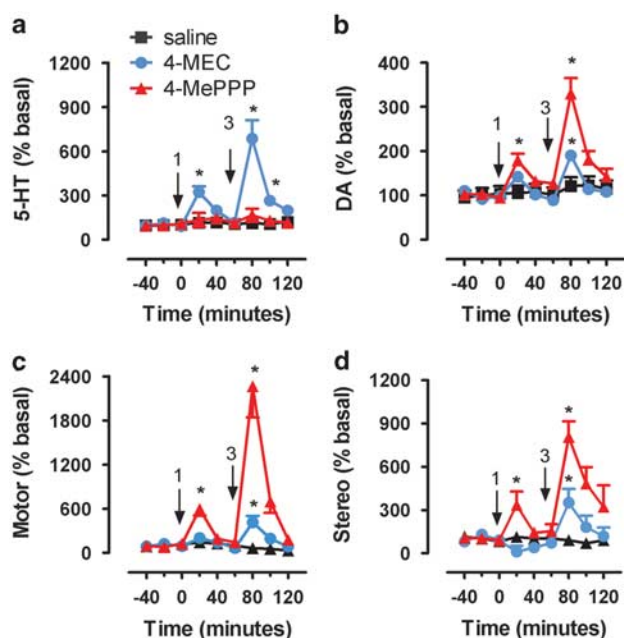 a
saline
4-MEC
4-MePPP
5-HT (% basal)
1200
900
600
300
0
1
*
3
*
*
-40 0 40 80 120
Time (minutes)
b
DA (% basal)
400
300
200
100
0
1
*
3
*
*
-40 0 40 80 120
Time (minutes)
c
Motor (% basal)
2400
1800
1200
600
0
1
*
3
*
*
-40 0 40 80 120
Time (minutes)
d
Stereo (% basal)
1200
900
600
300
0
1
*
3
*
*
-40 0 40 80 120
Time (minutes)